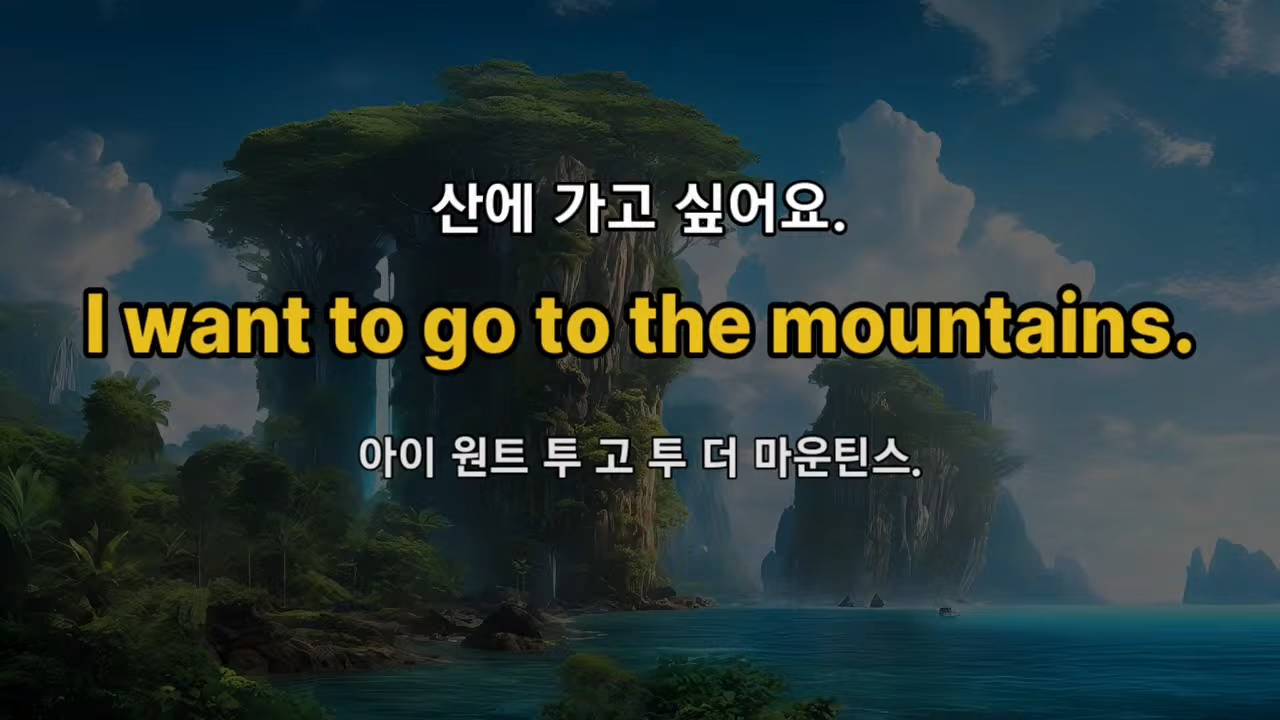 산에 가고 싶어요.
I want to go to the mountains.
아이 원트 투 고 투 더 마운틴스.